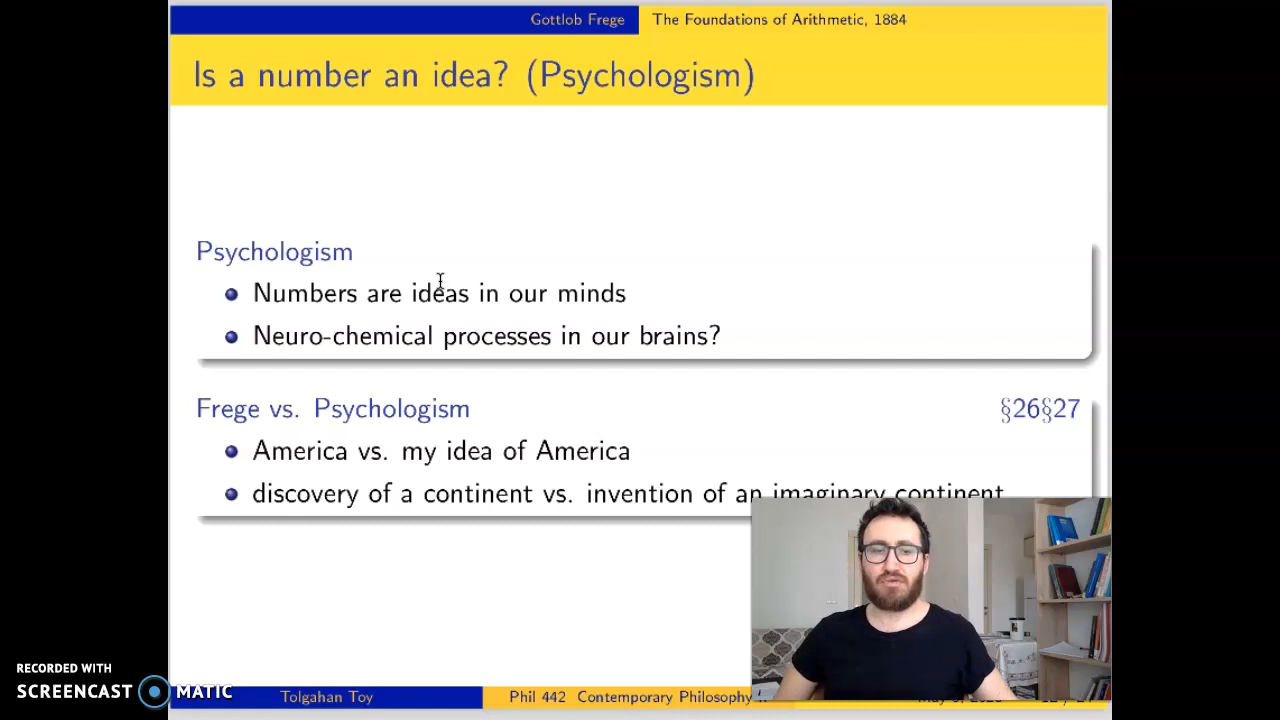 Gottlob Frege The Foundations of Arithmetic, 1884
Is a number an idea? (Psychologism)
Psychologism
Numbers are ideas in our minds
Neuro-chemical processes in our brains?
Frege vs. Psychologism §26§27
America vs. my idea of America
discovery of a continent vs. invention of an imaginary continent
RECORDED WITH
SCREENCAST MATIC
Tolgahan Toy Phil 442 Contemporary Philosophy